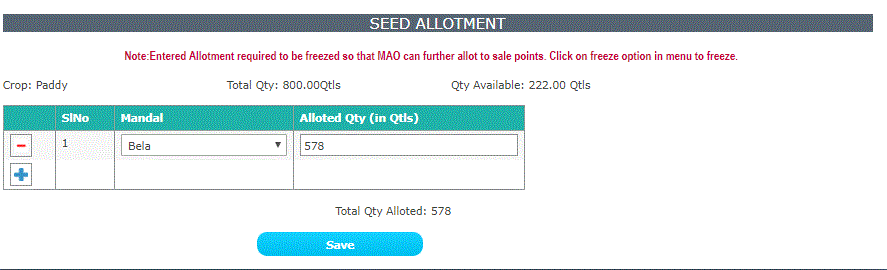 SEED ALLOTMENT
Note:Entered Allotment required to be freezed so that MAO can further allot to sale points. Click on freeze option in menu to freeze.
Crop: Paddy Total Qty: 800.00Qtls Qty Available: 222.00 Qtls
SlNo Mandal Alloted Qty (in Qtls)
1 Bela 578
Total Qty Alloted: 578
Save